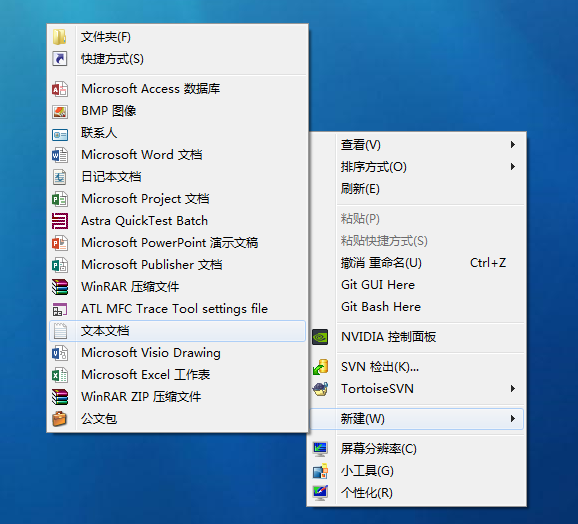 文件夹(F)
快捷方式(S)
Microsoft Access 数据库
BMP 图像
联系人
Microsoft Word 文档
日记本文档
Microsoft Project 文档
Astra QuickTest Batch
Microsoft PowerPoint 演示文稿
Microsoft Publisher 文档
WinRAR 压缩文件
ATL MFC Trace Tool settings file
文本文档
Microsoft Visio Drawing
Microsoft Excel 工作表
WinRAR ZIP 压缩文件
公文包
查看(V)
排序方式(O)
刷新(E)
粘贴(P)
粘贴快捷方式(S)
撤消 重命名(U) Ctrl+Z
Git GUI Here
Git Bash Here
NVIDIA 控制面板
SVN 检出(K)...
TortoiseSVN
新建(W)
屏幕分辨率(C)
小工具(G)
个性化(R)